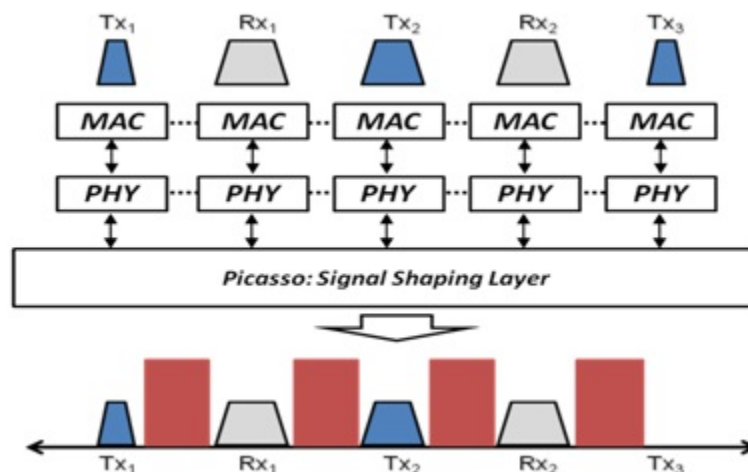 Tx1 Rx1 Tx2 Rx2 Tx3
MAC MAC MAC MAC MAC
PHY PHY PHY PHY PHY
Picasso: Signal Shaping Layer
Tx1 Rx1 Tx2 Rx2 Tx3